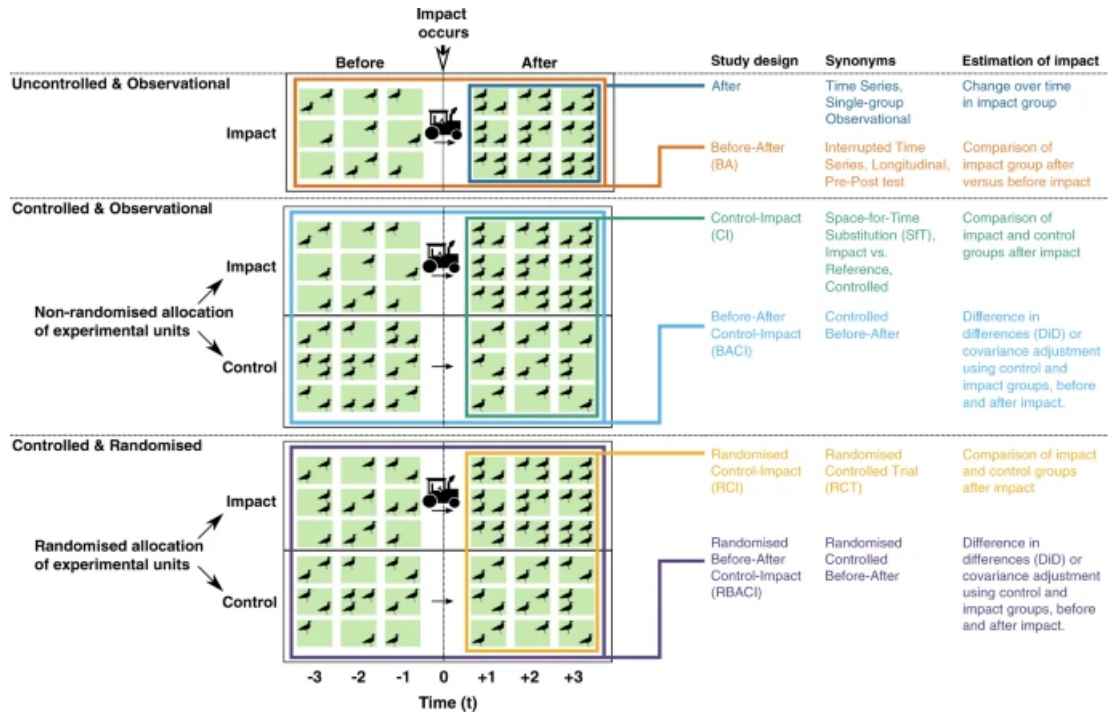 Impact
occurs
Before
After
Study design
Synonyms
Estimation of impact
Uncontrolled & Observational
Impact
After
Time Series,
Single-group
Observational
Change over time
in impact group
Before-After
(BA)
Interrupted Time
Series, Longitudinal,
Pre-Post test
Comparison of
impact group after
versus before impact
Controlled & Observational
Impact
Non-randomised allocation
of experimental units
Control
Control-Impact
(CI)
Space-for-Time
Substitution (SfT),
Impact vs.
Reference,
Controlled
Comparison of
impact and control
groups after impact
Before-After
Control-Impact
(BACI)
Controlled
Before-After
Difference in
differences (DiD) or
covariance adjustment
using control and
impact groups, before
and after impact.
Controlled & Randomised
Impact
Randomised allocation
of experimental units
Control
Randomised
Control-Impact
(RCI)
Randomised
Controlled Trial
(RCT)
Comparison of impact
and control groups
after impact
Randomised
Before-After
Control-Impact
(RBACI)
Randomised
Controlled
Before-After
Difference in
differences (DiD) or
covariance adjustment
using control and
impact groups, before
and after impact.
-3
-2
-1
0
+1
+2
+3
Time (t)